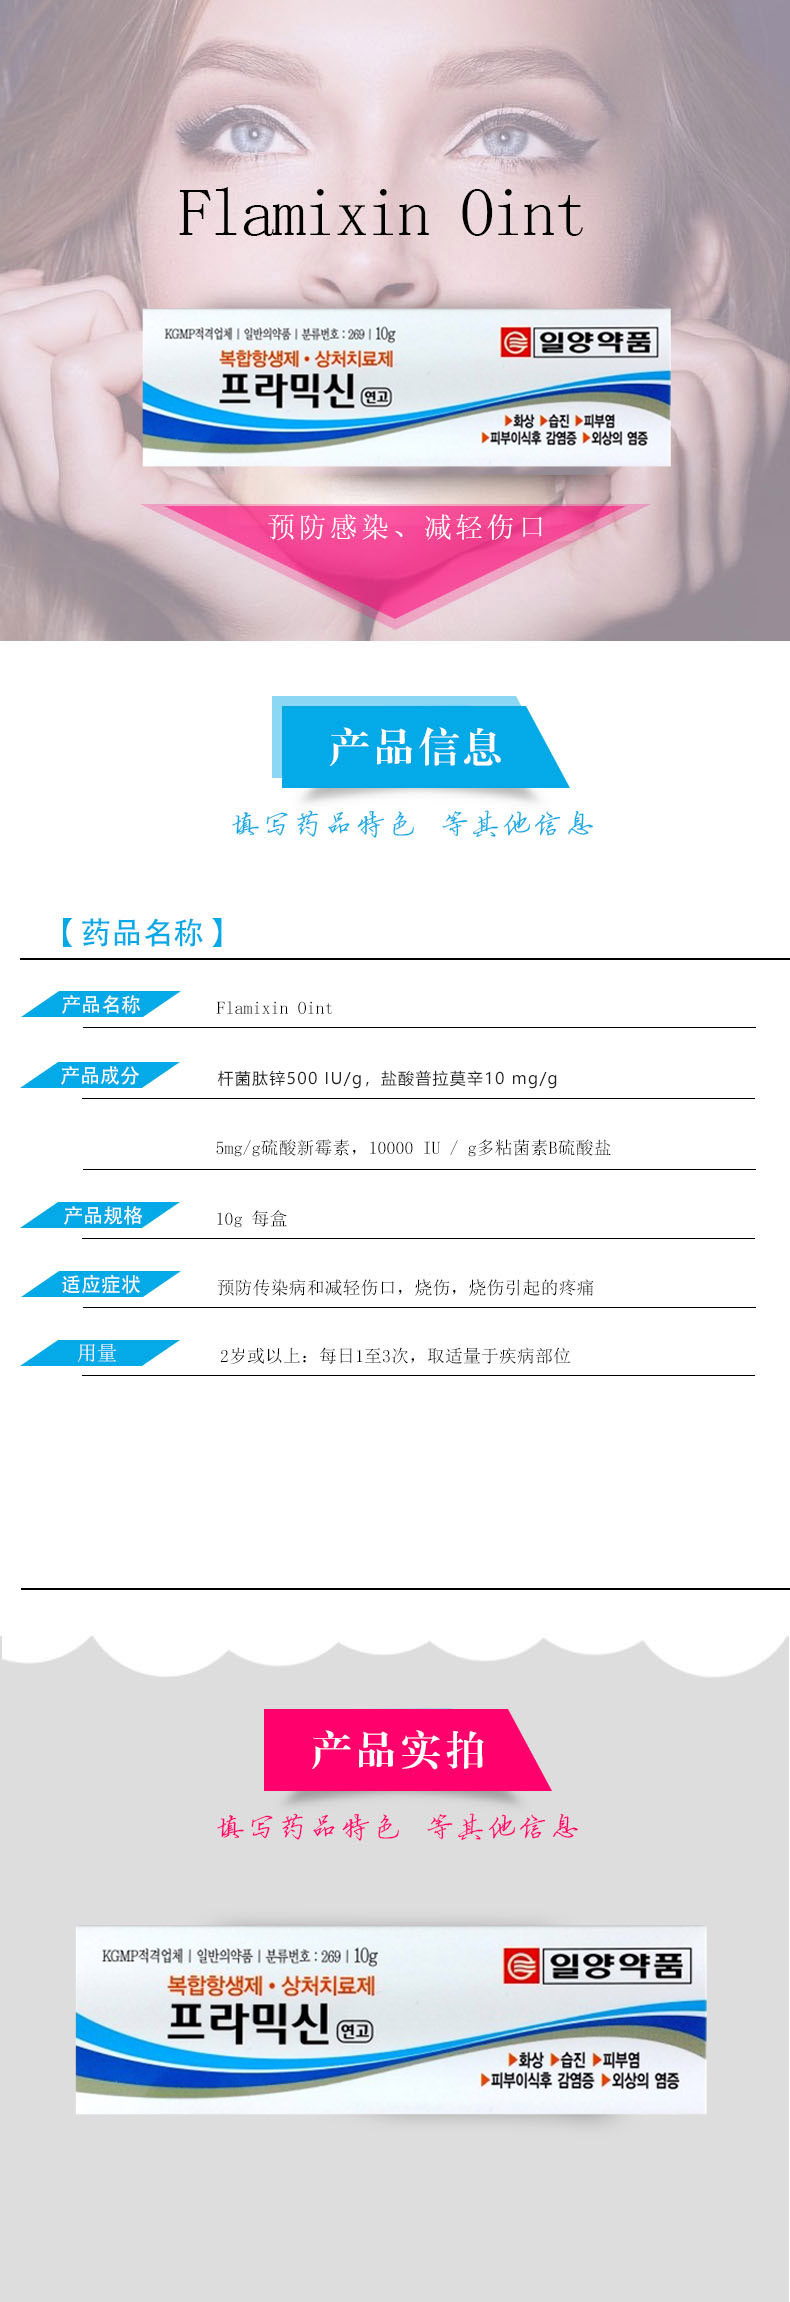 Flamixin Oint
KGMP적격업체 | 일반의약품 | 분류번호 : 269 | 10g
일양약품
복합항생제 • 상처치료제
프라믹신 연고
▶화상 ▶습진 ▶피부염
▶피부이식후 감염증 ▶외상의 염증
预防感染、减轻伤口
产品信息
填写药品特色 等其他信息
【药品名称】
产品名称 Flamixin Oint
产品成分 杆菌肽锌500 IU/g，盐酸普拉莫辛10 mg/g
5mg/g硫酸新霉素，10000 IU / g多粘菌素B硫酸盐
产品规格 10g 每盒
适应症状 预防传染病和减轻伤口，烧伤，烧伤引起的疼痛
用量 2岁或以上：每日1至3次，取适量于疾病部位
产品实拍
填写药品特色 等其他信息
KGMP적격업체 | 일반의약품 | 분류번호 : 269 | 10g
일양약품
복합항생제 • 상처치료제
프라믹신 연고
▶화상 ▶습진 ▶피부염
▶피부이식후 감염증 ▶외상의 염증